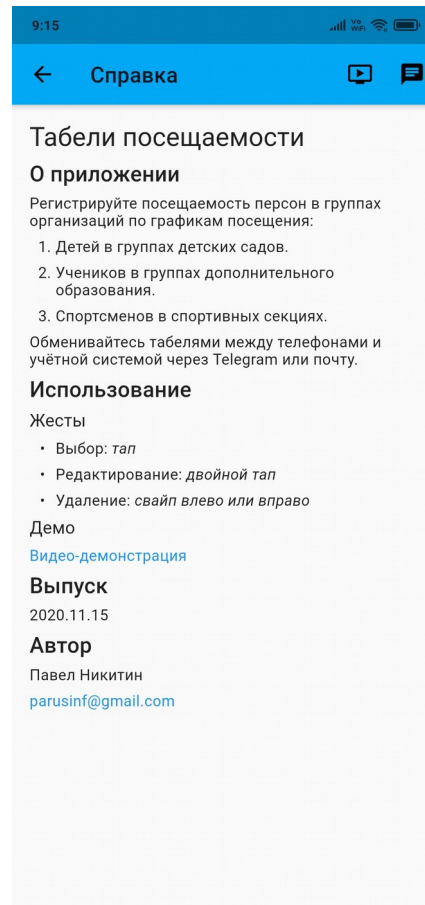 9:15
Vo
WiFi
Справка
Табели посещаемости
О приложении
Регистрируйте посещаемость персон в группах
организаций по графикам посещения:
1. Детей в группах детских садов.
2. Учеников в группах дополнительного
образования.
3. Спортсменов в спортивных секциях.
Обменивайтесь табелями между телефонами и
учётной системой через Telegram или почту.
Использование
Жесты
• Выбор: тап
• Редактирование: двойной тап
• Удаление: свайп влево или вправо
Демо
Видео-демонстрация
Выпуск
2020.11.15
Автор
Павел Никитин
parusinf@gmail.com